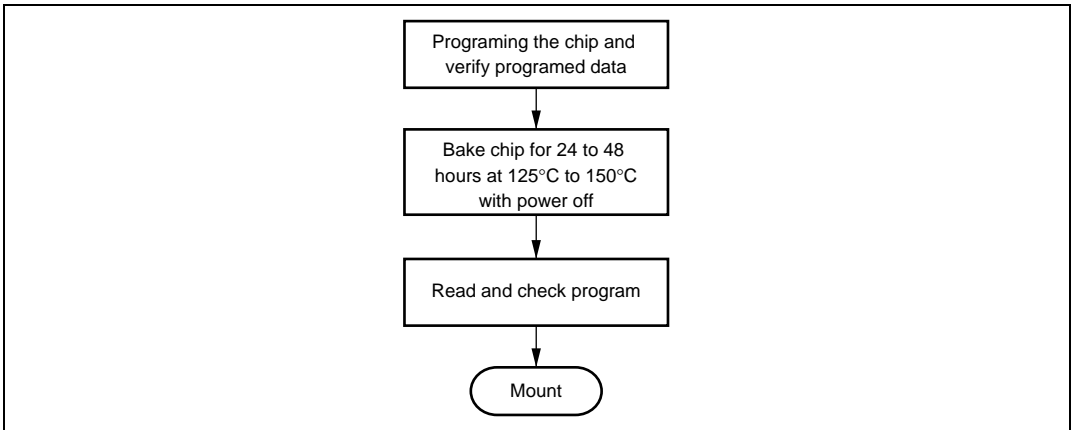 Programing the chip and
verify programed data
Bake chip for 24 to 48
hours at 125°C to 150°C
with power off
Read and check program
Mount